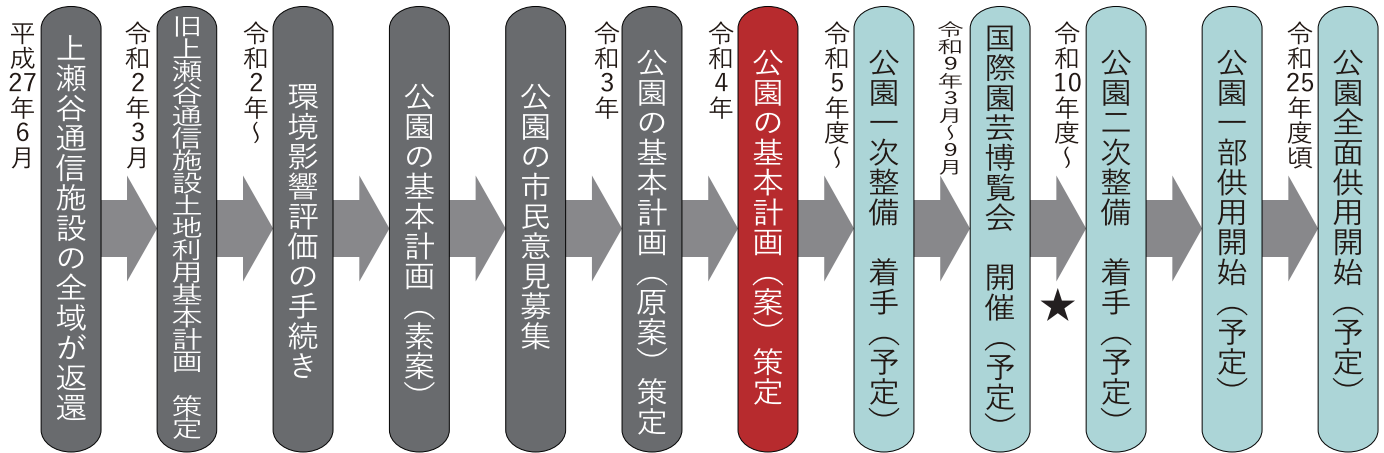 平成27年6月
上瀬谷通信施設の全域が返還
令和2年3月
旧上瀬谷通信施設土地利用基本計画 策定
令和2年～
環境影響評価の手続き
公園の基本計画（素案）
公園の市民意見募集
令和3年
公園の基本計画（原案）策定
令和4年
公園の基本計画（案）策定
令和5年度～
公園一次整備 着手（予定）
令和9年3月～9月
国際園芸博覧会 開催（予定）
令和10年度～
★
公園二次整備 着手（予定）
公園一部供用開始（予定）
令和25年度頃
公園全面供用開始（予定）